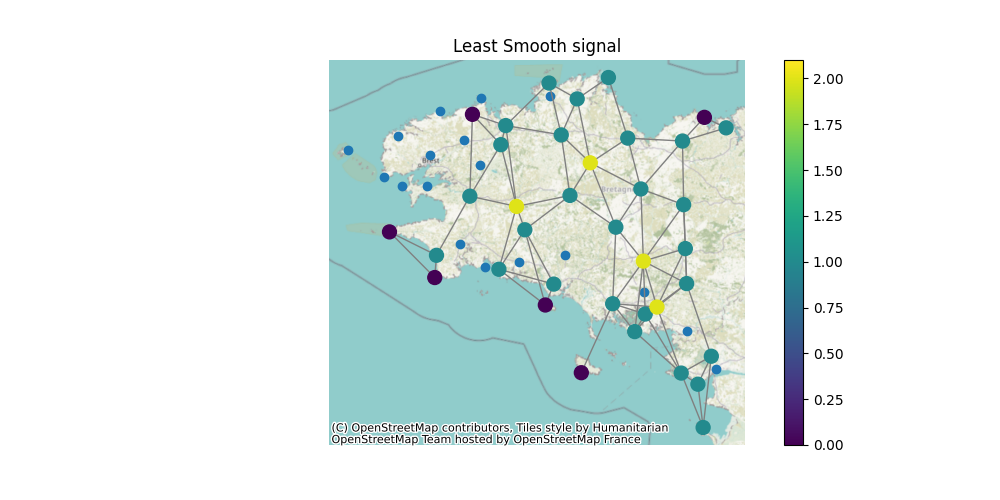 Least Smooth signal
2.00
1.75
1.50
1.25
1.00
0.75
0.50
0.25
0.00
Brest
Bretagne
(C) OpenStreetMap contributors, Tiles style by Humanitarian
OpenStreetMap Team hosted by OpenStreetMap France